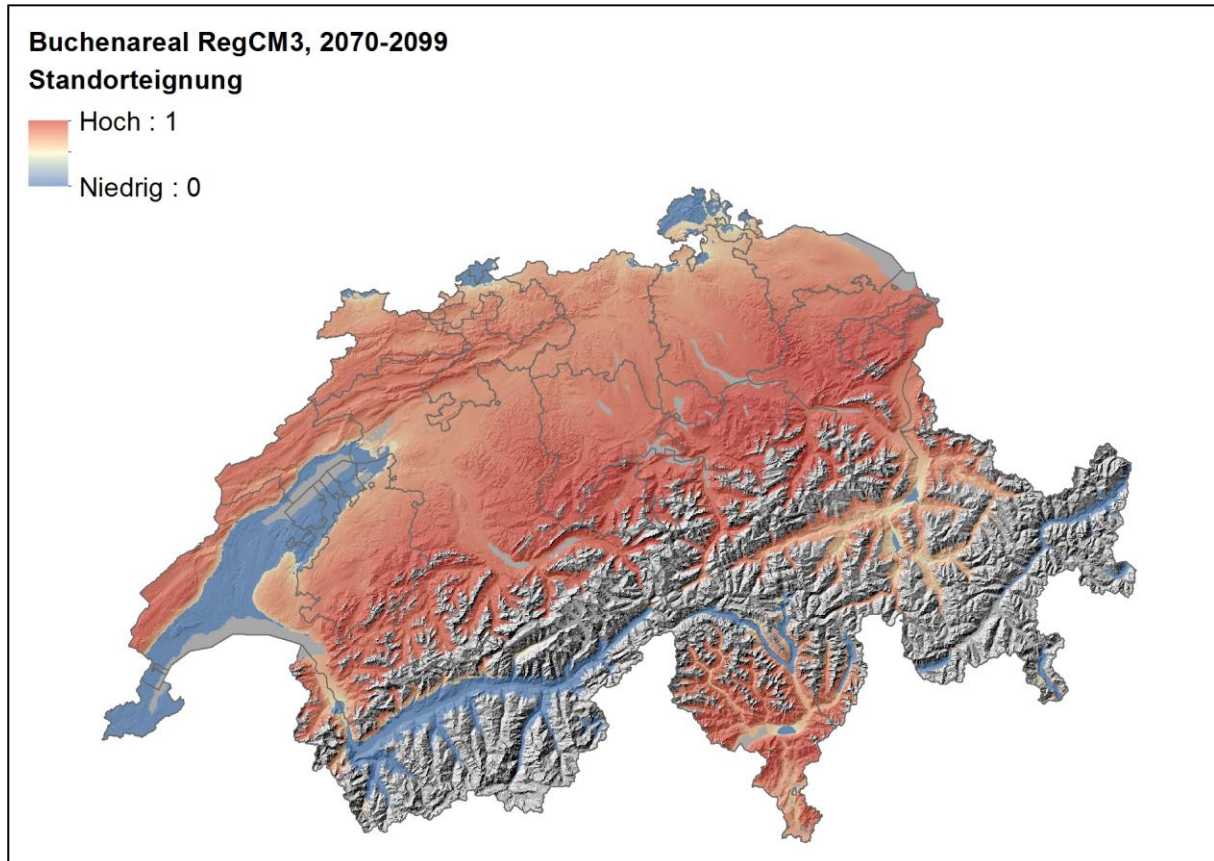 Buchenareal RegCM3, 2070-2099
Standorteignung
Hoch : 1
Niedrig : 0